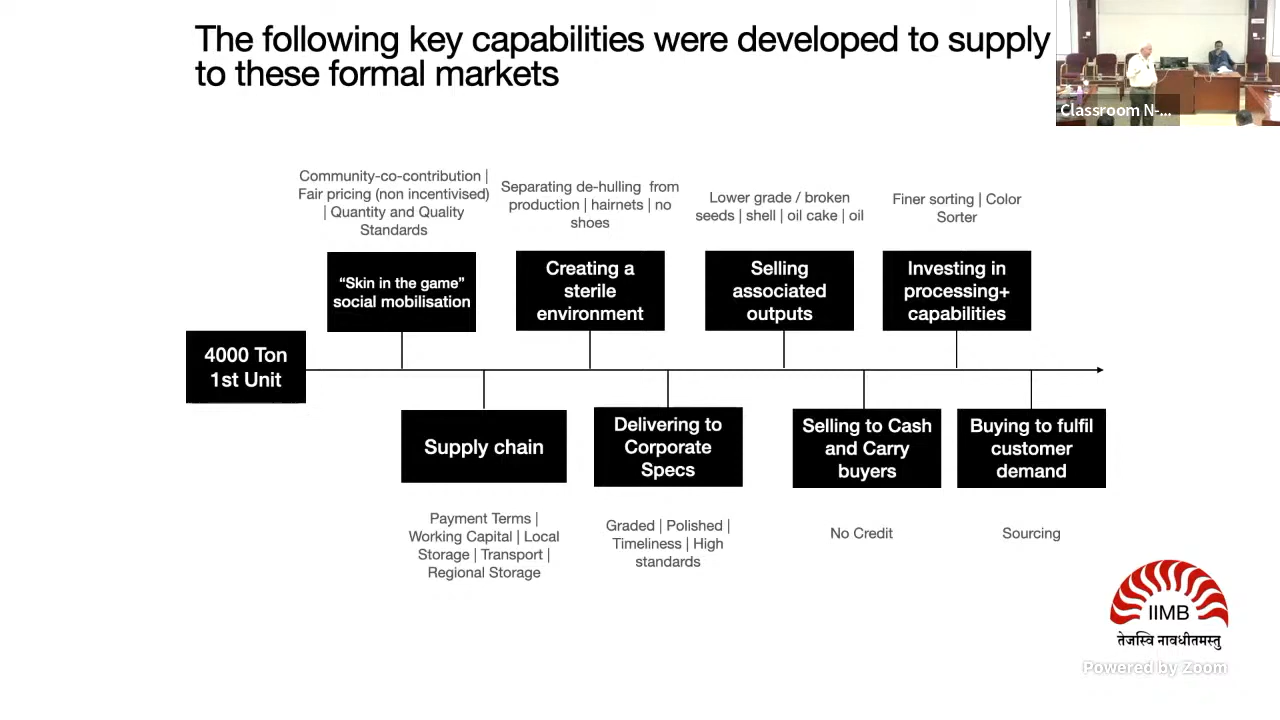 The following key capabilities were developed to supply
to these formal markets
Classroom N-...
Community-co-contribution |
Fair pricing (non incentivised)
| Quantity and Quality
Standards
Separating de-hulling from
production | hairnets | no
shoes
Lower grade / broken
seeds | shell | oil cake | oil
Finer sorting | Color
Sorter
“Skin in the game”
social mobilisation
Creating a
sterile
environment
Selling
associated
outputs
Investing in
processing+
capabilities
4000 Ton
1st Unit
Supply chain
Delivering to
Corporate
Specs
Selling to Cash
and Carry
buyers
Buying to fulfil
customer
demand
Payment Terms |
Working Capital | Local
Storage | Transport |
Regional Storage
Graded | Polished |
Timeliness | High
standards
No Credit
Sourcing
IIMB
तेजस्वि नावधीतमस्तु
Powered by Zoom